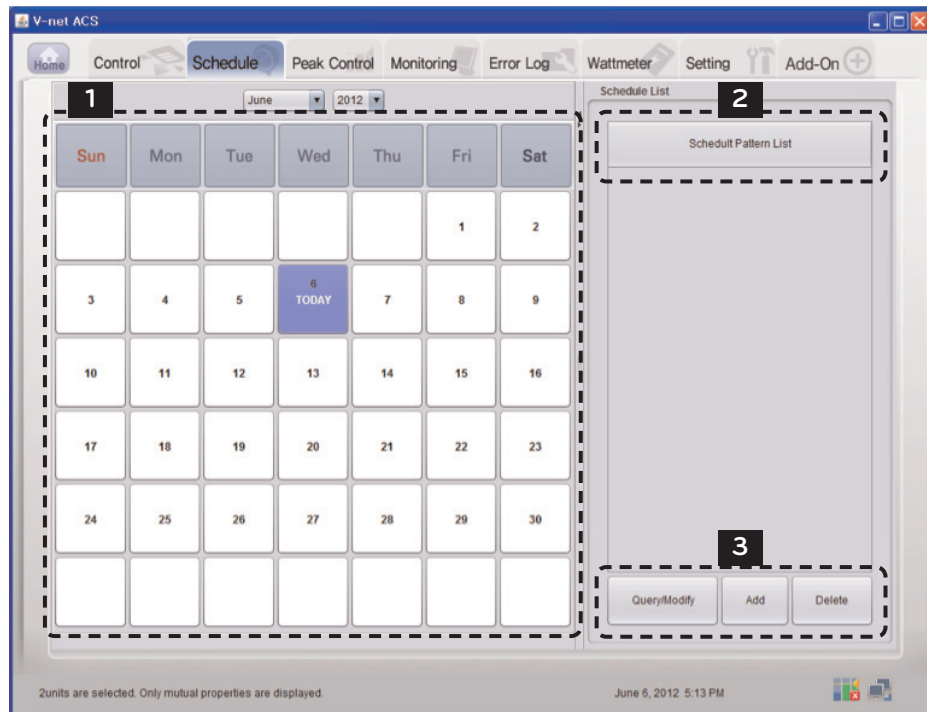 V-net ACS
Home Control Schedule Peak Control Monitoring Error Log Wattmeter Setting Add-On
1
June 2012
Schedule List
2
Schedult Pattern List
Sun Mon Tue Wed Thu Fri Sat
1 2
3 4 5 6 7 8 9
TODAY
10 11 12 13 14 15 16
17 18 19 20 21 22 23
24 25 26 27 28 29 30
3
Query/Modify Add Delete
2units are selected. Only mutual properties are displayed.
June 6, 2012 5:13 PM